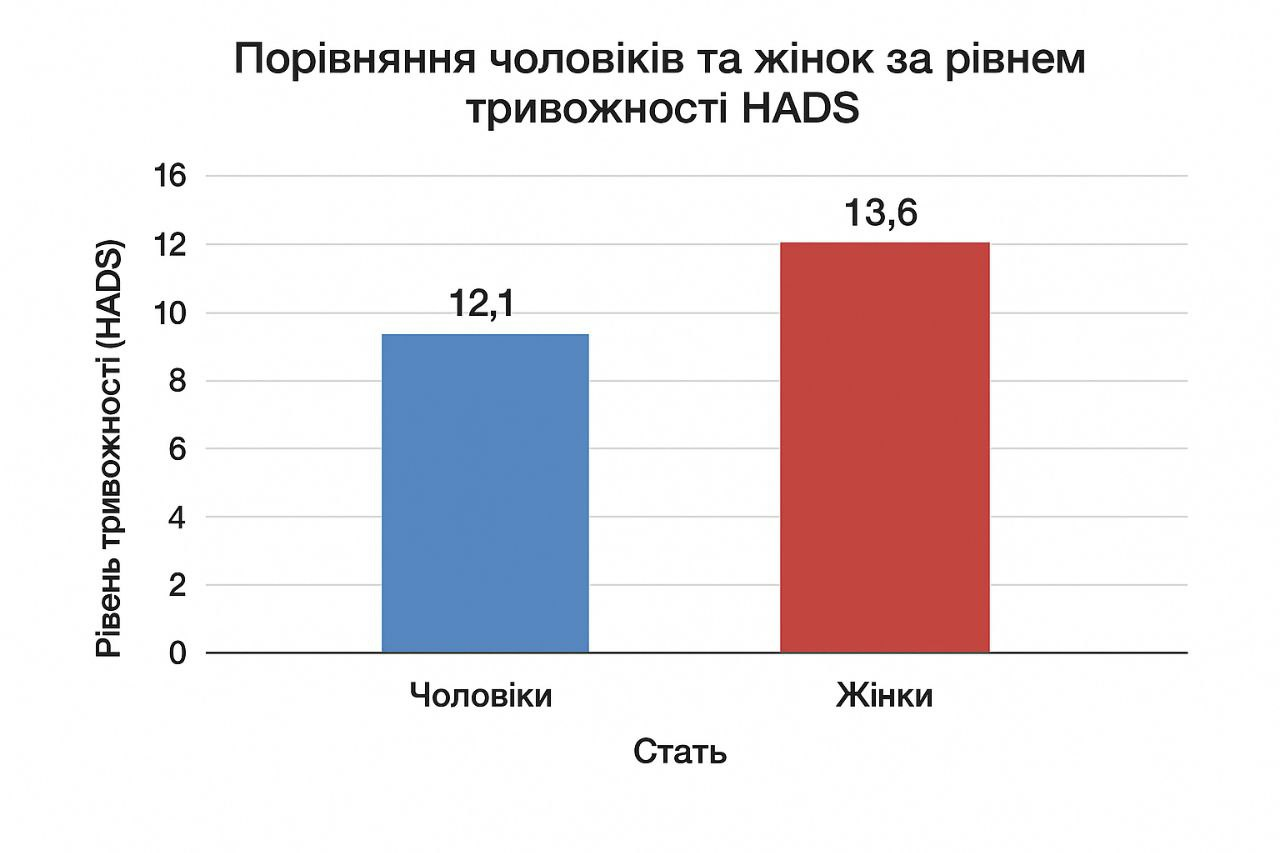 Порівняння чоловіків та жінок за рівнем
тривожності HADS
Рівень тривожності (HADS)
16
12
10
8
6
4
2
0
12,1
13,6
Чоловіки
Жінки
Стать